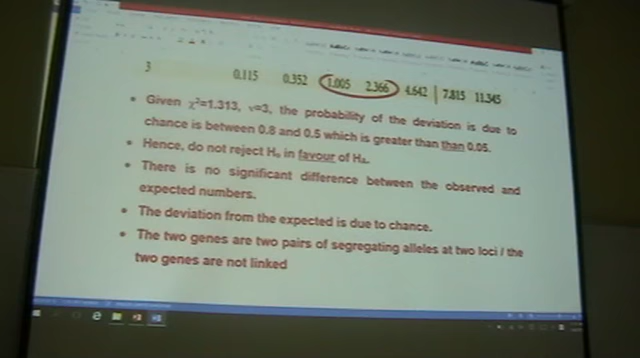 3 0.115 0.352 1.005 2.366 4.642 7.815 11.345
• Given χ²=1.313, ν=3, the probability of the deviation is due to
chance is between 0.8 and 0.5 which is greater than than 0.05.
• Hence, do not reject H₀ in favour of Hₐ.
• There is no significant difference between the observed and
expected numbers.
• The deviation from the expected is due to chance.
• The two genes are two pairs of segregating alleles at two loci / the
two genes are not linked